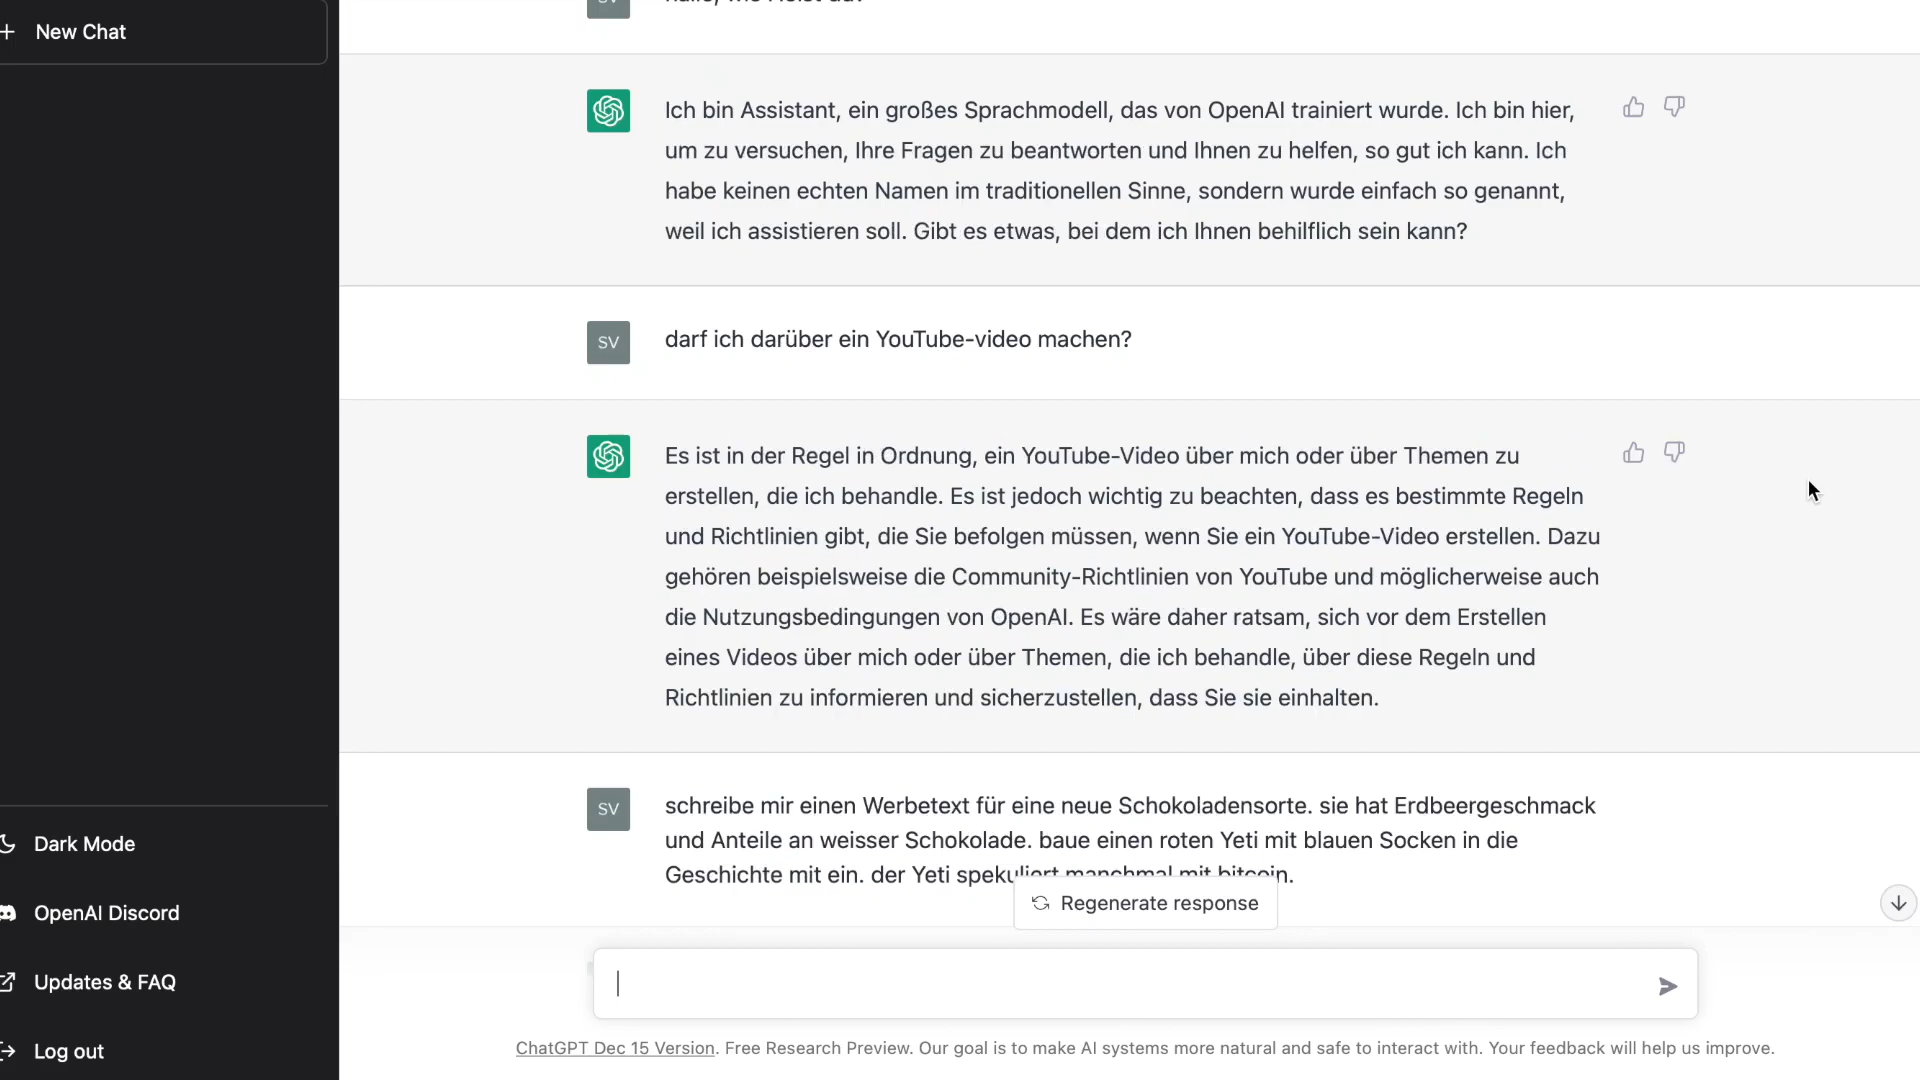 New Chat
Ich bin Assistant, ein großes Sprachmodell, das von OpenAI trainiert wurde. Ich bin hier,
um zu versuchen, Ihre Fragen zu beantworten und Ihnen zu helfen, so gut ich kann. Ich
habe keinen echten Namen im traditionellen Sinne, sondern wurde einfach so genannt,
weil ich assistieren soll. Gibt es etwas, bei dem ich Ihnen behilflich sein kann?
SV
darf ich darüber ein YouTube-video machen?
Es ist in der Regel in Ordnung, ein YouTube-Video über mich oder über Themen zu
erstellen, die ich behandle. Es ist jedoch wichtig zu beachten, dass es bestimmte Regeln
und Richtlinien gibt, die Sie befolgen müssen, wenn Sie ein YouTube-Video erstellen. Dazu
gehören beispielsweise die Community-Richtlinien von YouTube und möglicherweise auch
die Nutzungsbedingungen von OpenAI. Es wäre daher ratsam, sich vor dem Erstellen
eines Videos über mich oder über Themen, die ich behandle, über diese Regeln und
Richtlinien zu informieren und sicherzustellen, dass Sie sie einhalten.
SV
schreibe mir einen Werbetext für eine neue Schokoladensorte. sie hat Erdbeergeschmack
und Anteile an weisser Schokolade. baue einen roten Yeti mit blauen Socken in die
Geschichte mit ein. der Yeti spekuliert manchmal mit bitcoin.
Regenerate response
Dark Mode
OpenAI Discord
Updates & FAQ
Log out
ChatGPT Dec 15 Version. Free Research Preview. Our goal is to make AI systems more natural and safe to interact with. Your feedback will help us improve.